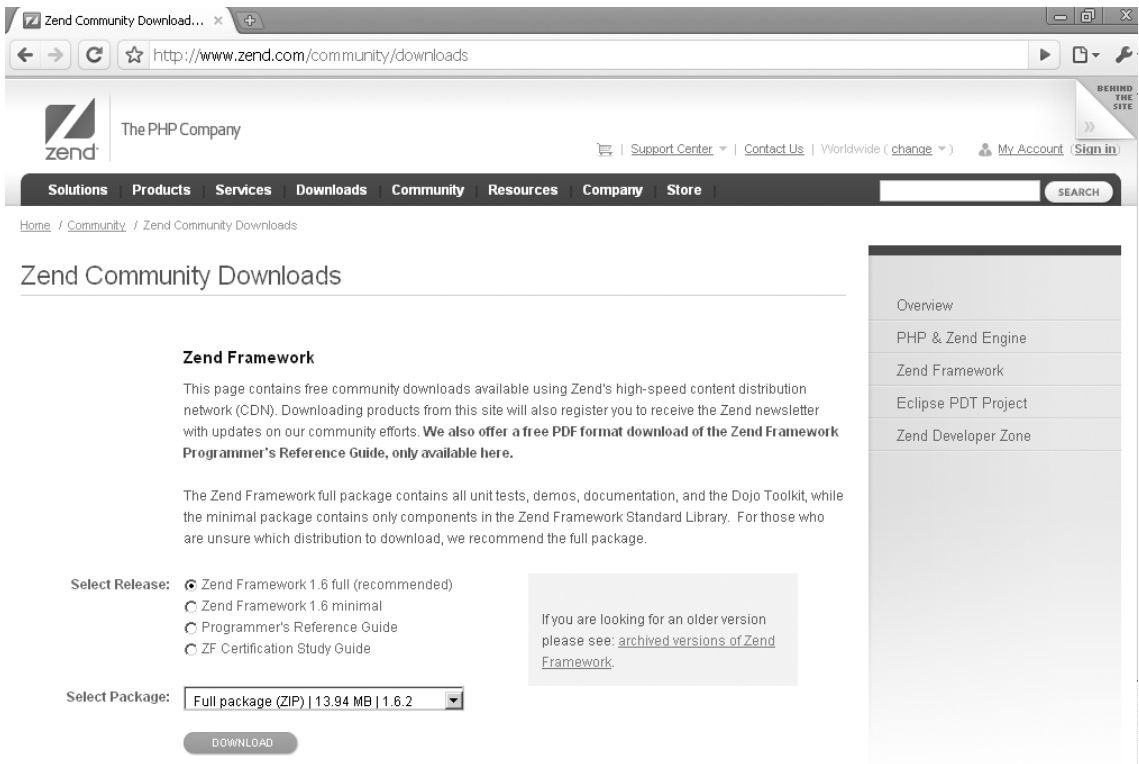 Zend Community Download...
http://www.zend.com/community/downloads
BEHIND
THE
SITE
zend
The PHP Company
Support Center | Contact Us | Worldwide ( change ) My Account (Sign in)
Solutions | Products | Services | Downloads | Community | Resources | Company | Store | SEARCH
Home / Community / Zend Community Downloads
Zend Community Downloads
Overview
PHP & Zend Engine
Zend Framework
Eclipse PDT Project
Zend Developer Zone
Zend Framework
This page contains free community downloads available using Zend's high-speed content distribution
network (CDN). Downloading products from this site will also register you to receive the Zend newsletter
with updates on our community efforts. We also offer a free PDF format download of the Zend Framework
Programmer's Reference Guide, only available here.
The Zend Framework full package contains all unit tests, demos, documentation, and the Dojo Toolkit, while
the minimal package contains only components in the Zend Framework Standard Library. For those who
are unsure which distribution to download, we recommend the full package.
Select Release: Zend Framework 1.6 full (recommended)
Zend Framework 1.6 minimal
Programmer's Reference Guide
ZF Certification Study Guide
If you are looking for an older version
please see: archived versions of Zend
Framework.
Select Package: Full package (ZIP) | 13.94 MB | 1.6.2
DOWNLOAD